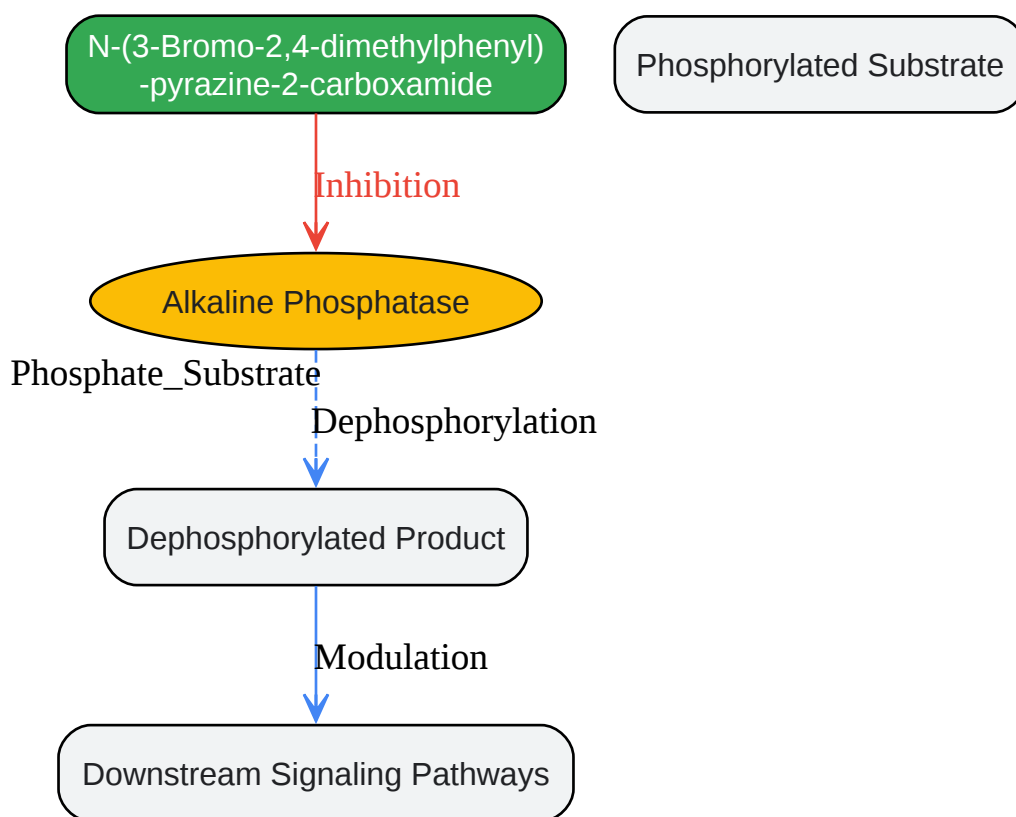 N-(3-Bromo-2,4-dimethylphenyl)
-pyrazine-2-carboxamide
Phosphorylated Substrate
Inhibition
Alkaline Phosphatase
Phosphate_Substrate
Dephosphorylation
Dephosphorylated Product
Modulation
Downstream Signaling Pathways